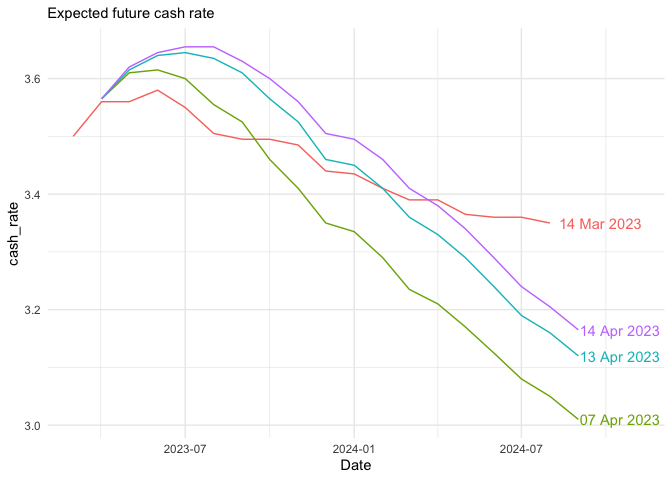 Expected future cash rate
3.6
3.4
3.2
3.0
cash_rate
14 Mar 2023
14 Apr 2023
13 Apr 2023
07 Apr 2023
2023-07
2024-01
2024-07
Date